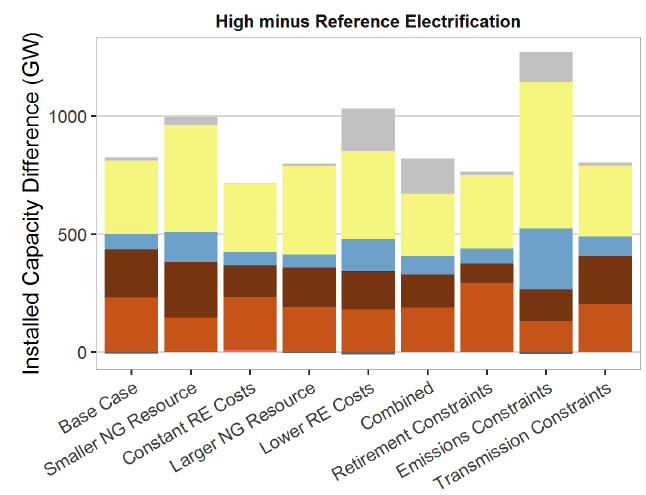 High minus Reference Electrification
Installed Capacity Difference (GW)
1000
500
0
Base Case
Smaller NG Resource
Constant RE Costs
Larger NG Resource
Lower RE Costs
Combined
Retirement Constraints
Emissions Constraints
Transmission Constraints